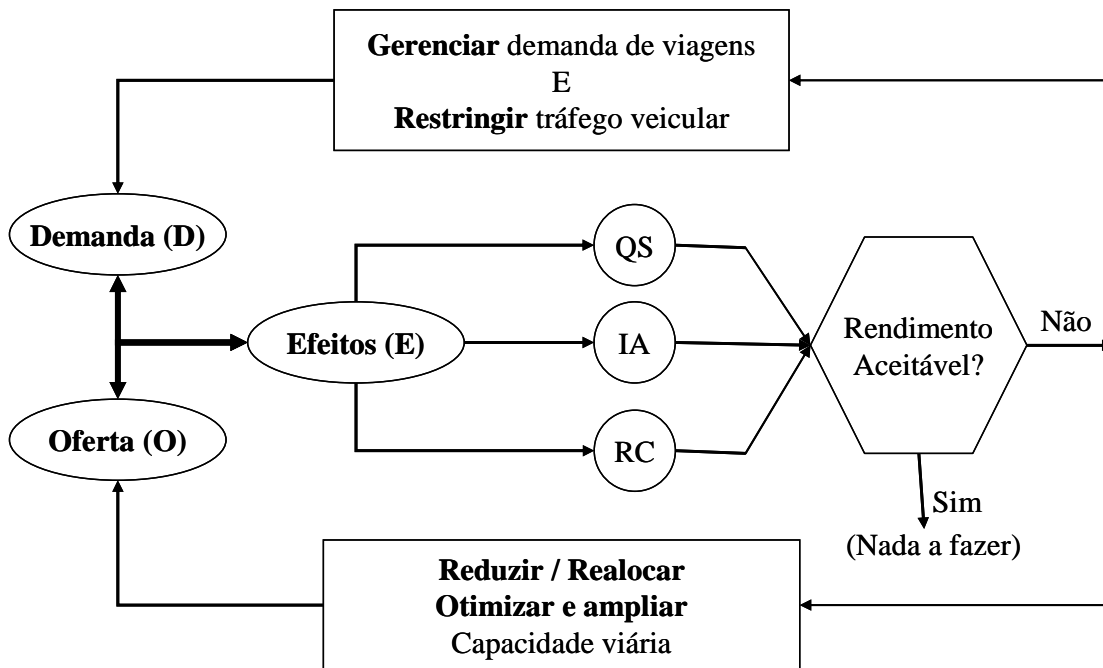 Gerenciar demanda de viagens
E
Restringir tráfego veicular
Demanda (D)
QS
Efeitos (E)
IA
Rendimento
Aceitável?
Não
Oferta (O)
RC
Sim
(Nada a fazer)
Reduzir / Realocar
Otimizar e ampliar
Capacidade viária